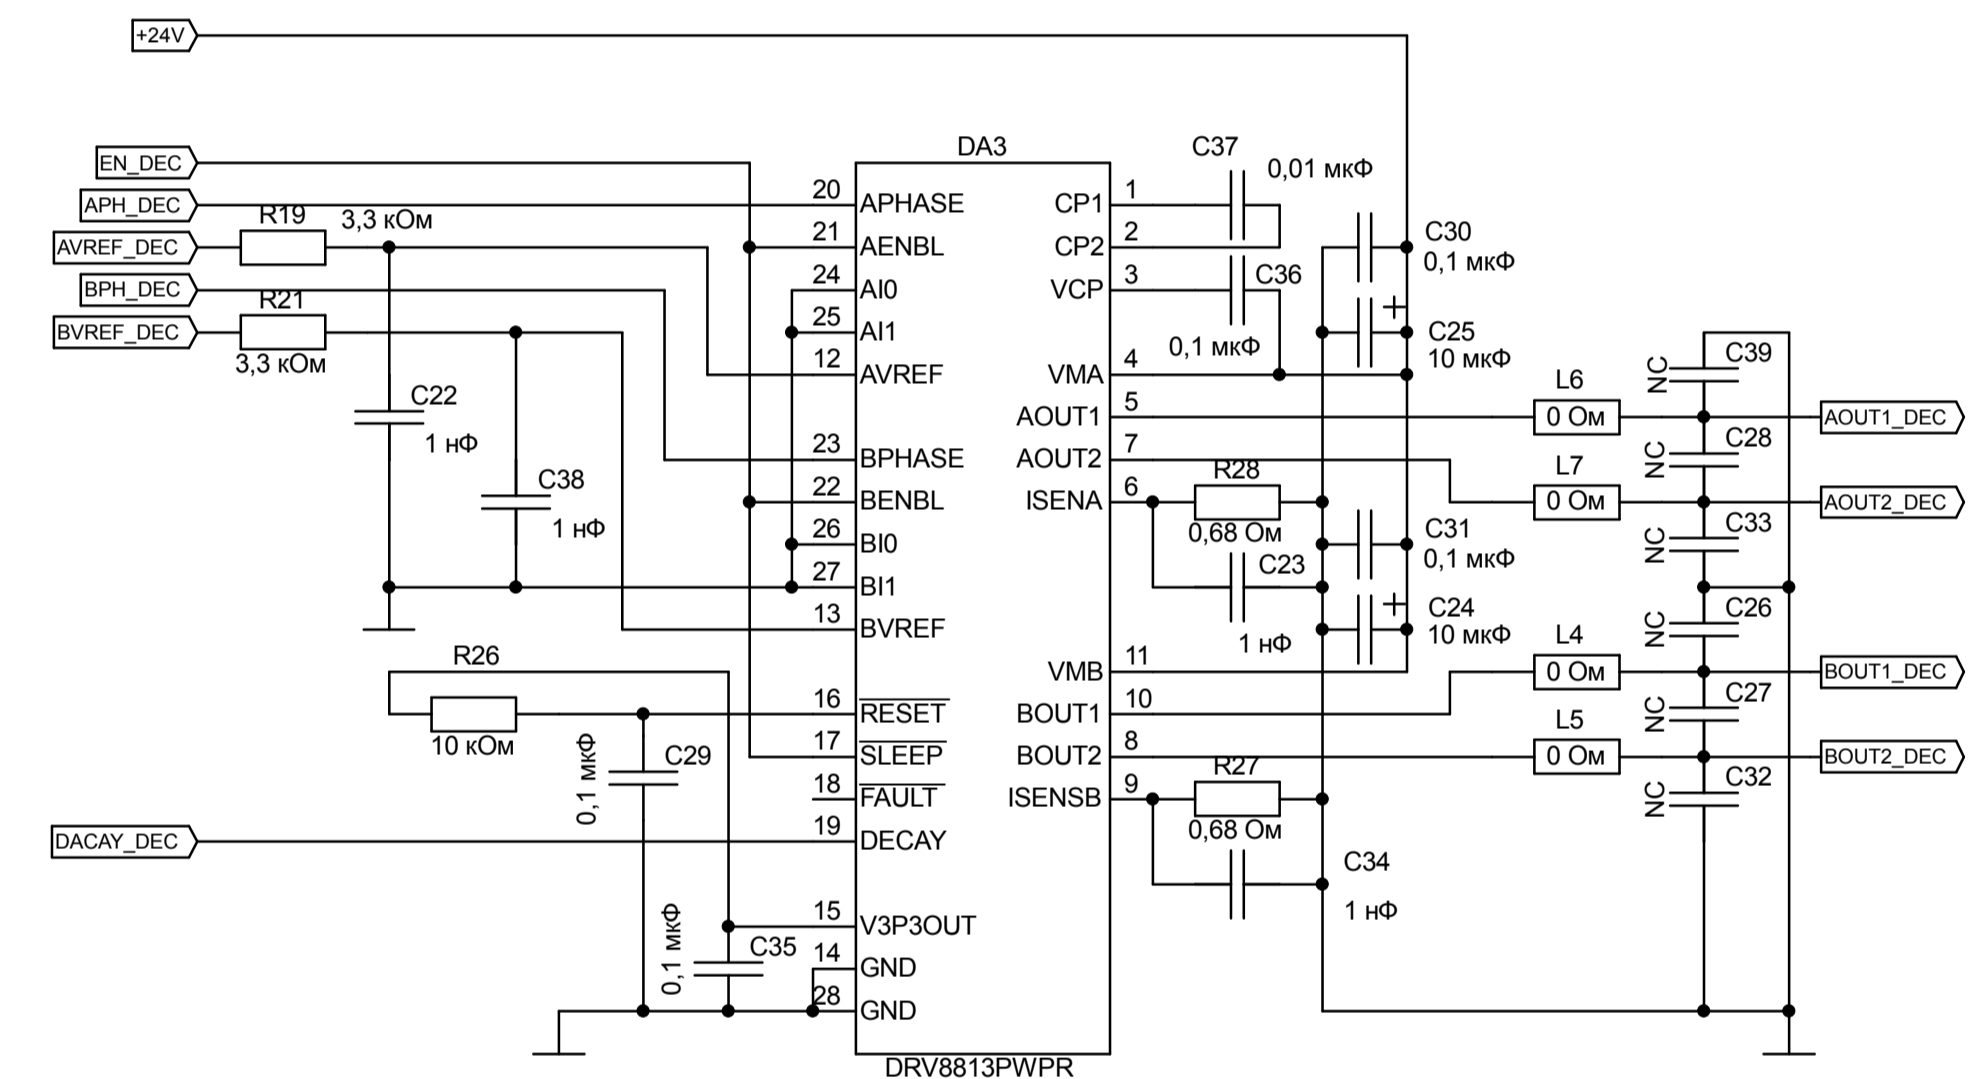 +24V
EN_DEC
APH_DEC
R19
3,3 кОм
AVREF_DEC
BPH_DEC
R21
BVREF_DEC
3,3 кОм
C22
1 нФ
C38
1 нФ
R26
10 кОм
C29
0,1 мкФ
DACAY_DEC
C35
0,1 мкФ
DA3
20 APHASE
21 AENBL
24 AI0
25 AI1
12 AVREF
23 BPHASE
22 BENBL
26 BI0
27 BI1
13 BVREF
16 RESET
17 SLEEP
18 FAULT
19 DECAY
15 V3P3OUT
14 GND
28 GND
CP1 1
CP2 2
VCP 3
VMA 4
AOUT1 5
AOUT2 7
ISENA 6
VMB 11
BOUT1 10
BOUT2 8
ISENSB 9
DRV8813PWPR
C37
0,01 мкФ
C36
0,1 мкФ
C30
0,1 мкФ
C25
10 мкФ
R28
0,68 Ом
C23
1 нФ
C31
0,1 мкФ
C24
10 мкФ
R27
0,68 Ом
C34
1 нФ
L6
0 Ом
L7
0 Ом
L4
0 Ом
L5
0 Ом
NC C39
AOUT1_DEC
NC C28
AOUT2_DEC
NC C33
NC C26
BOUT1_DEC
NC C27
BOUT2_DEC
NC C32